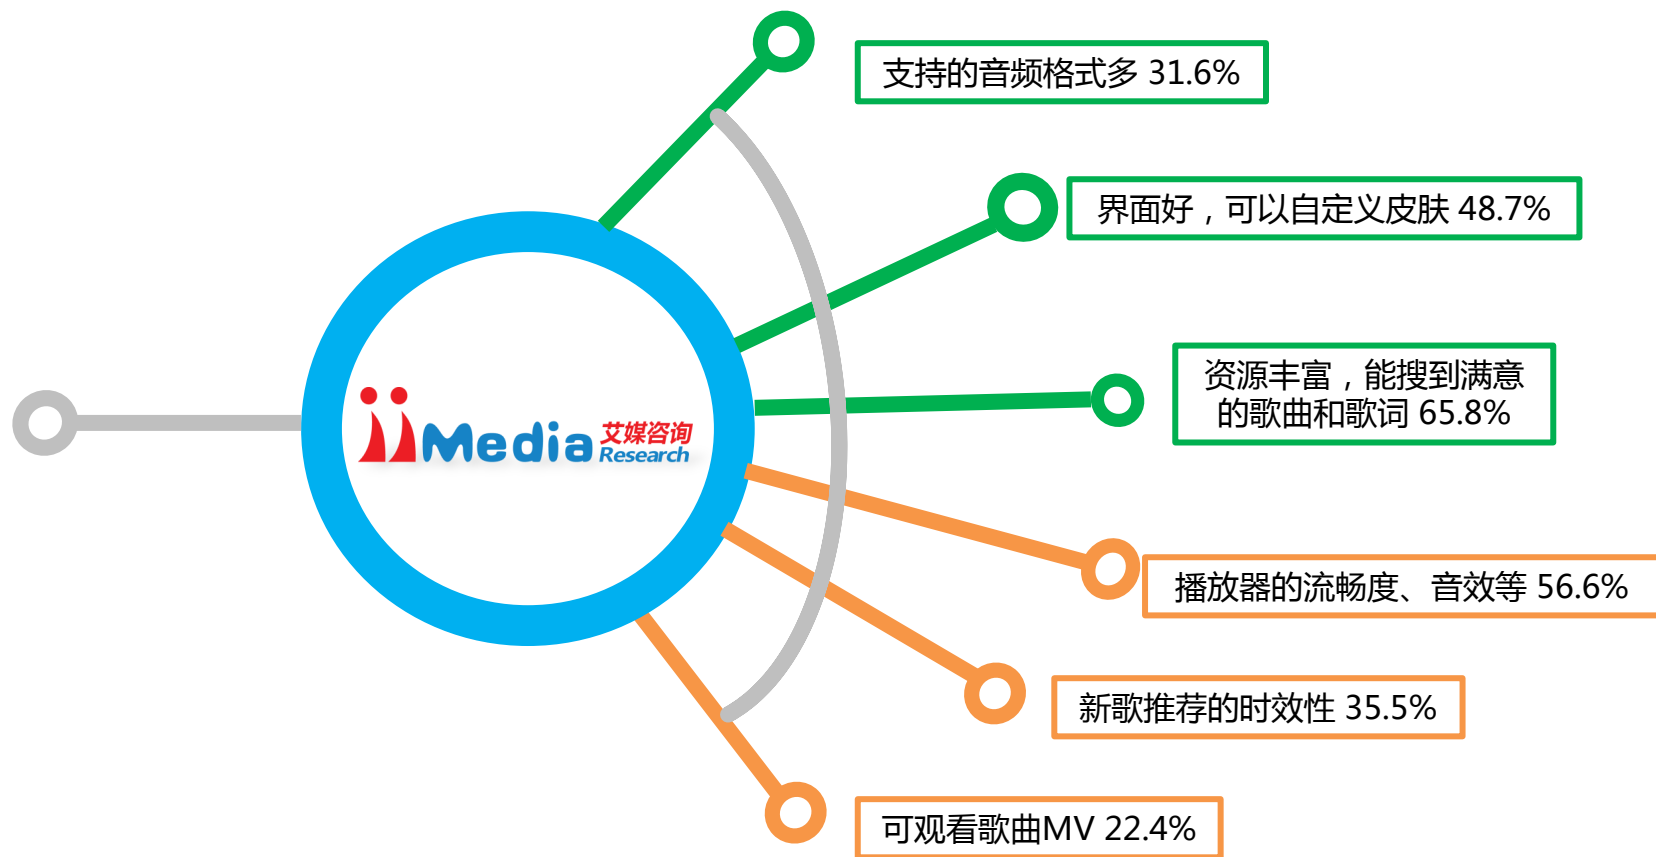 支持的音频格式多 31.6%
界面好，可以自定义皮肤 48.7%
资源丰富，能搜到满意
的歌曲和歌词 65.8%
iiMedia 艾媒咨询
Research
播放器的流畅度、音效等 56.6%
新歌推荐的时效性 35.5%
可观看歌曲MV 22.4%